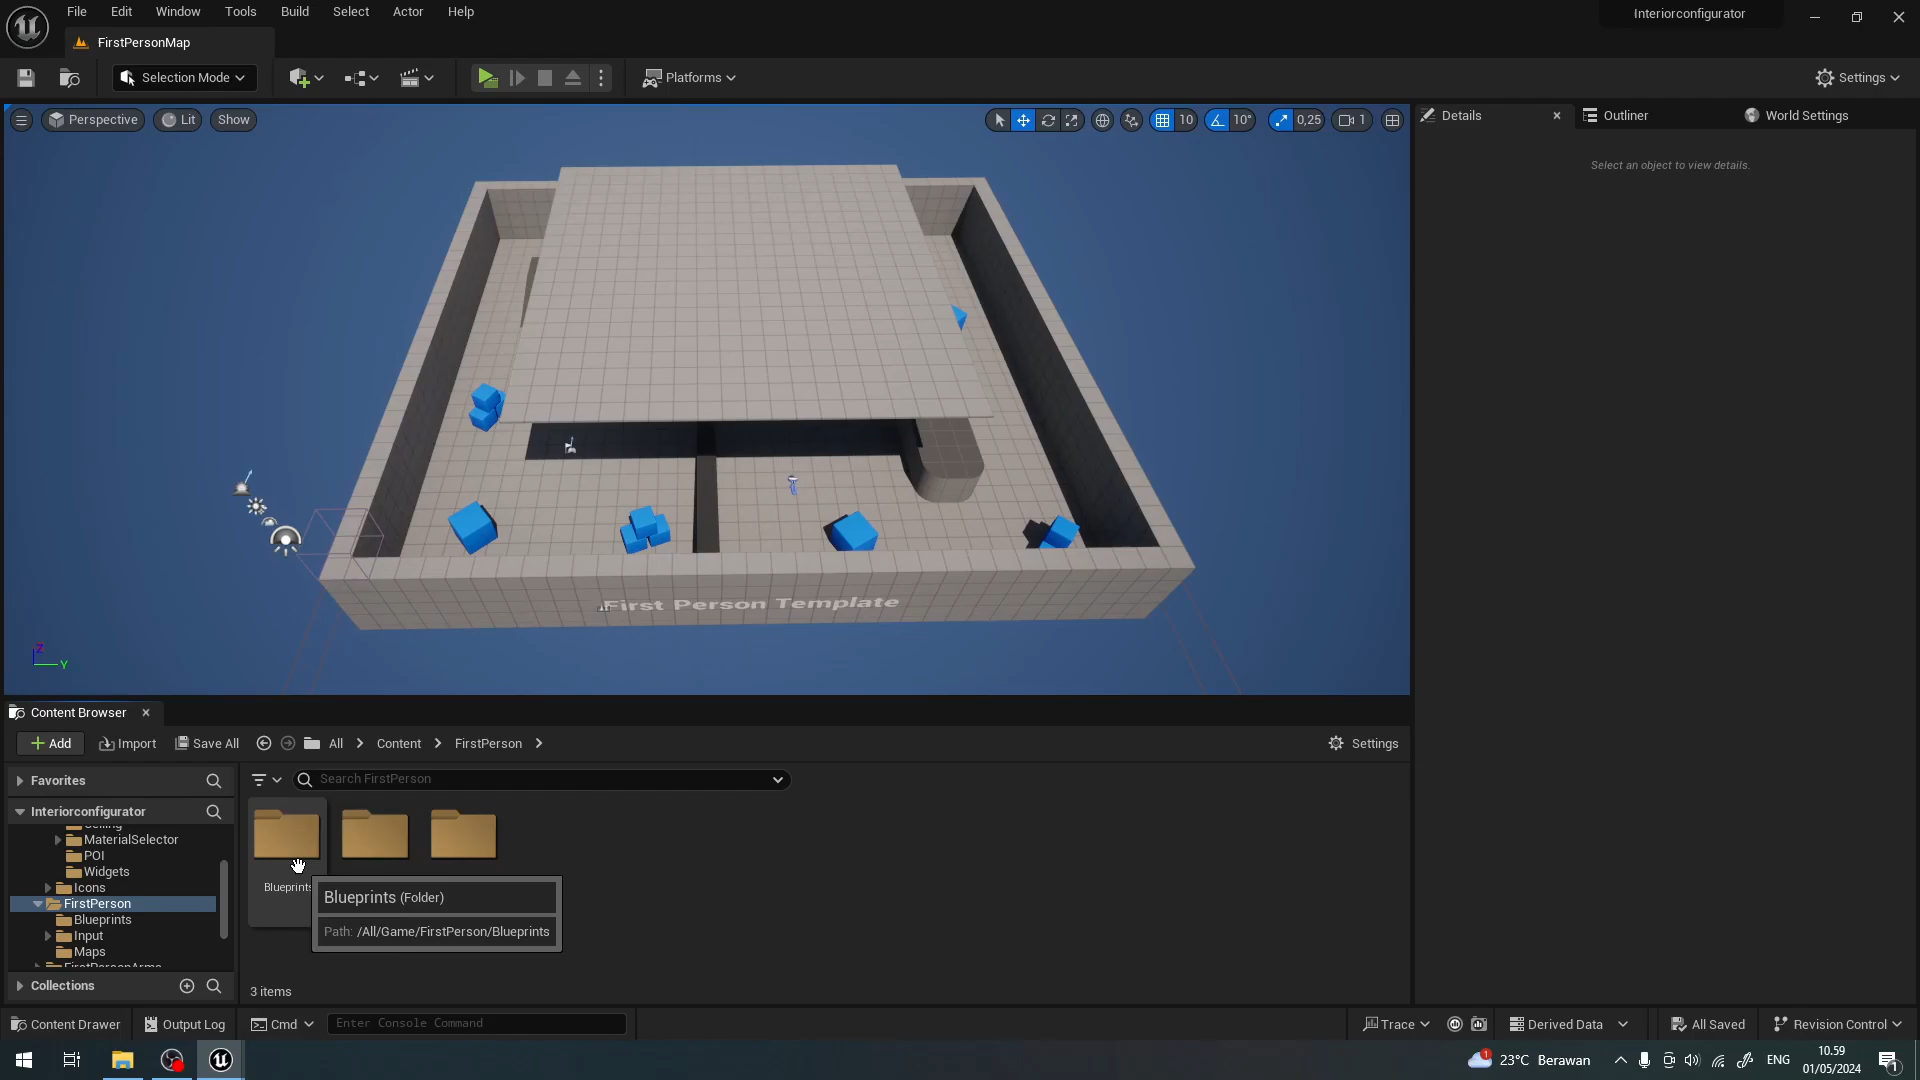 File Edit Window Tools Build Select Actor Help
Interiorconfigurator
FirstPersonMap
Selection Mode
Platforms
Settings
Perspective
Lit
Show
10
10°
0,25
1
Details
Outliner
World Settings
Select an object to view details.
First Person Template
Z
Y
Content Browser
Add
Import
Save All
All
Content
FirstPerson
Settings
Favorites
Search FirstPerson
Interiorconfigurator
MaterialSelector
POI
Widgets
Icons
FirstPerson
Blueprints
Input
Maps
FirstPersonArms
Blueprints
Blueprints (Folder)
Path: /All/Game/FirstPerson/Blueprints
Collections
3 items
Content Drawer
Output Log
Cmd
Enter Console Command
Trace
Derived Data
All Saved
Revision Control
1
23°C Berawan
ENG
10.59
01/05/2024
1